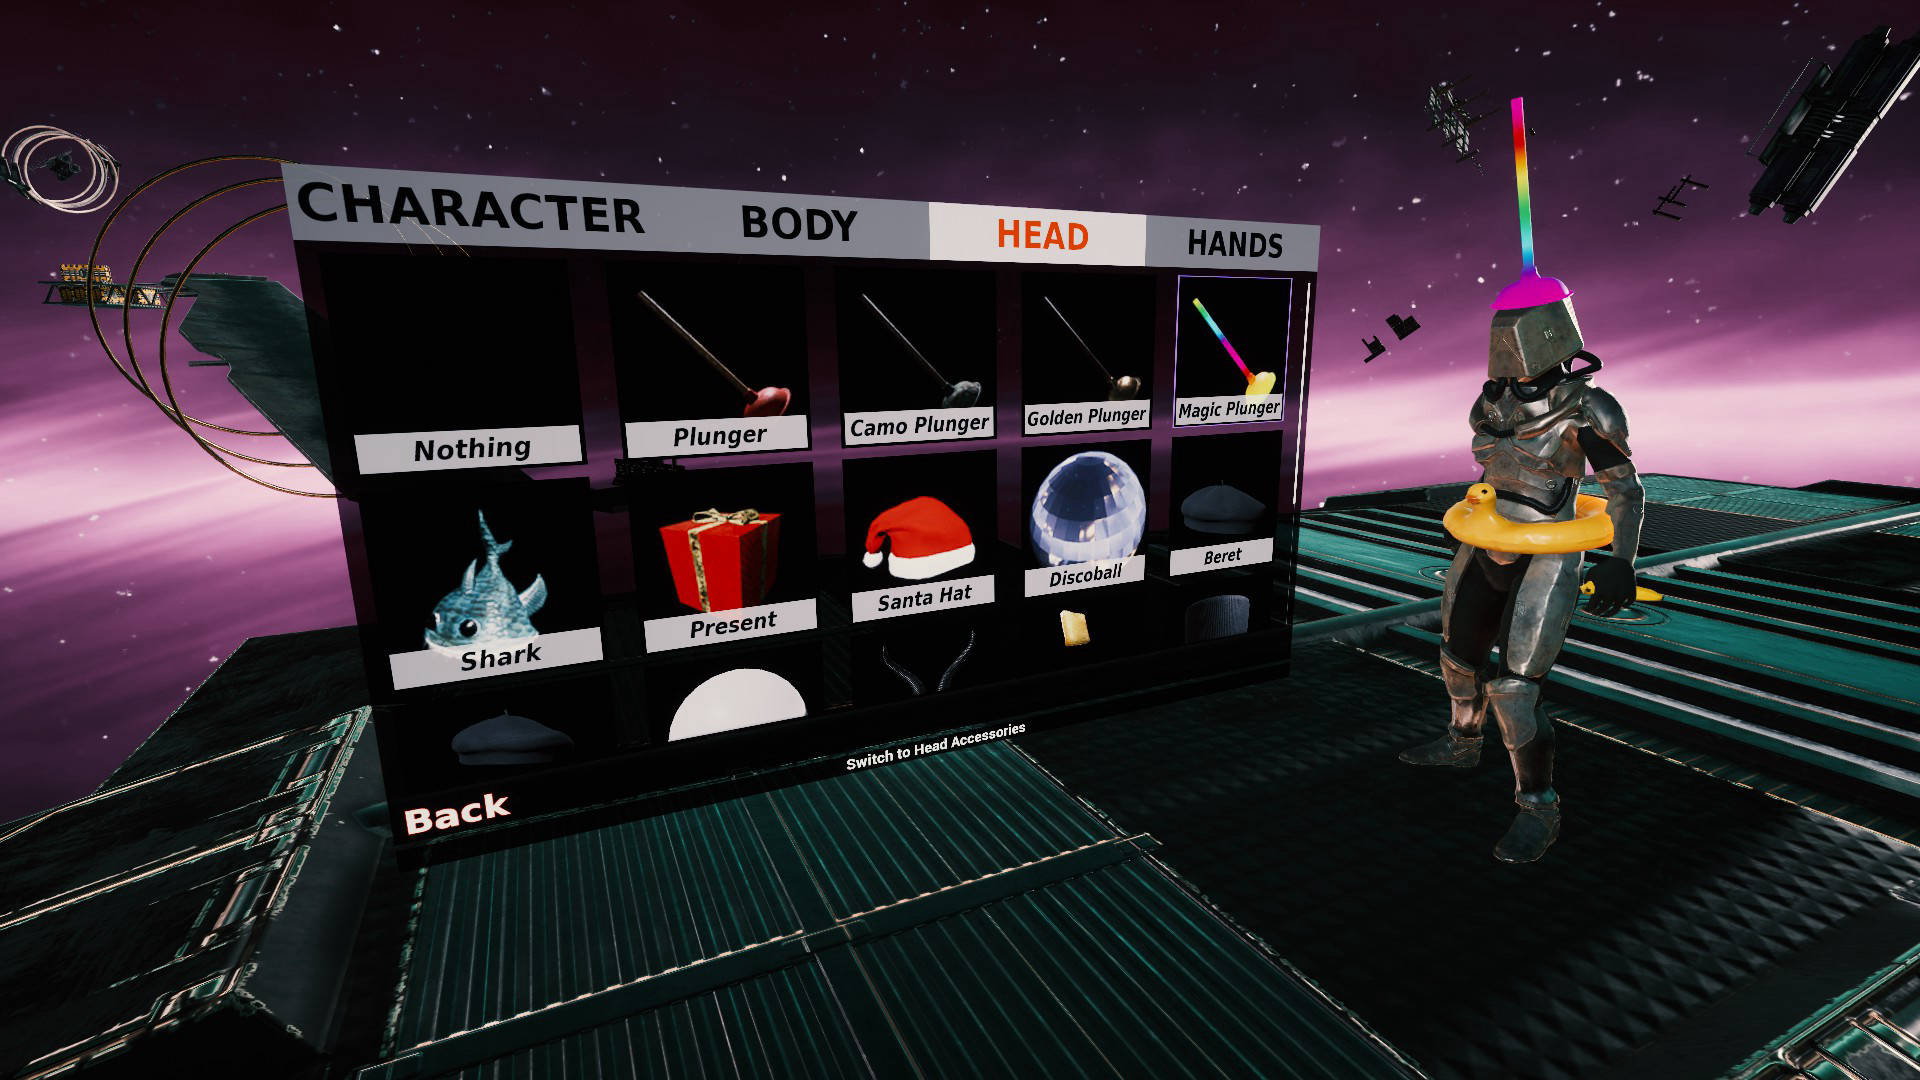 CHARACTER BODY HEAD HANDS
Nothing
Plunger
Camo Plunger
Golden Plunger
Magic Plunger
Shark
Present
Santa Hat
Discoball
Beret
Switch to Head Accessories
Back